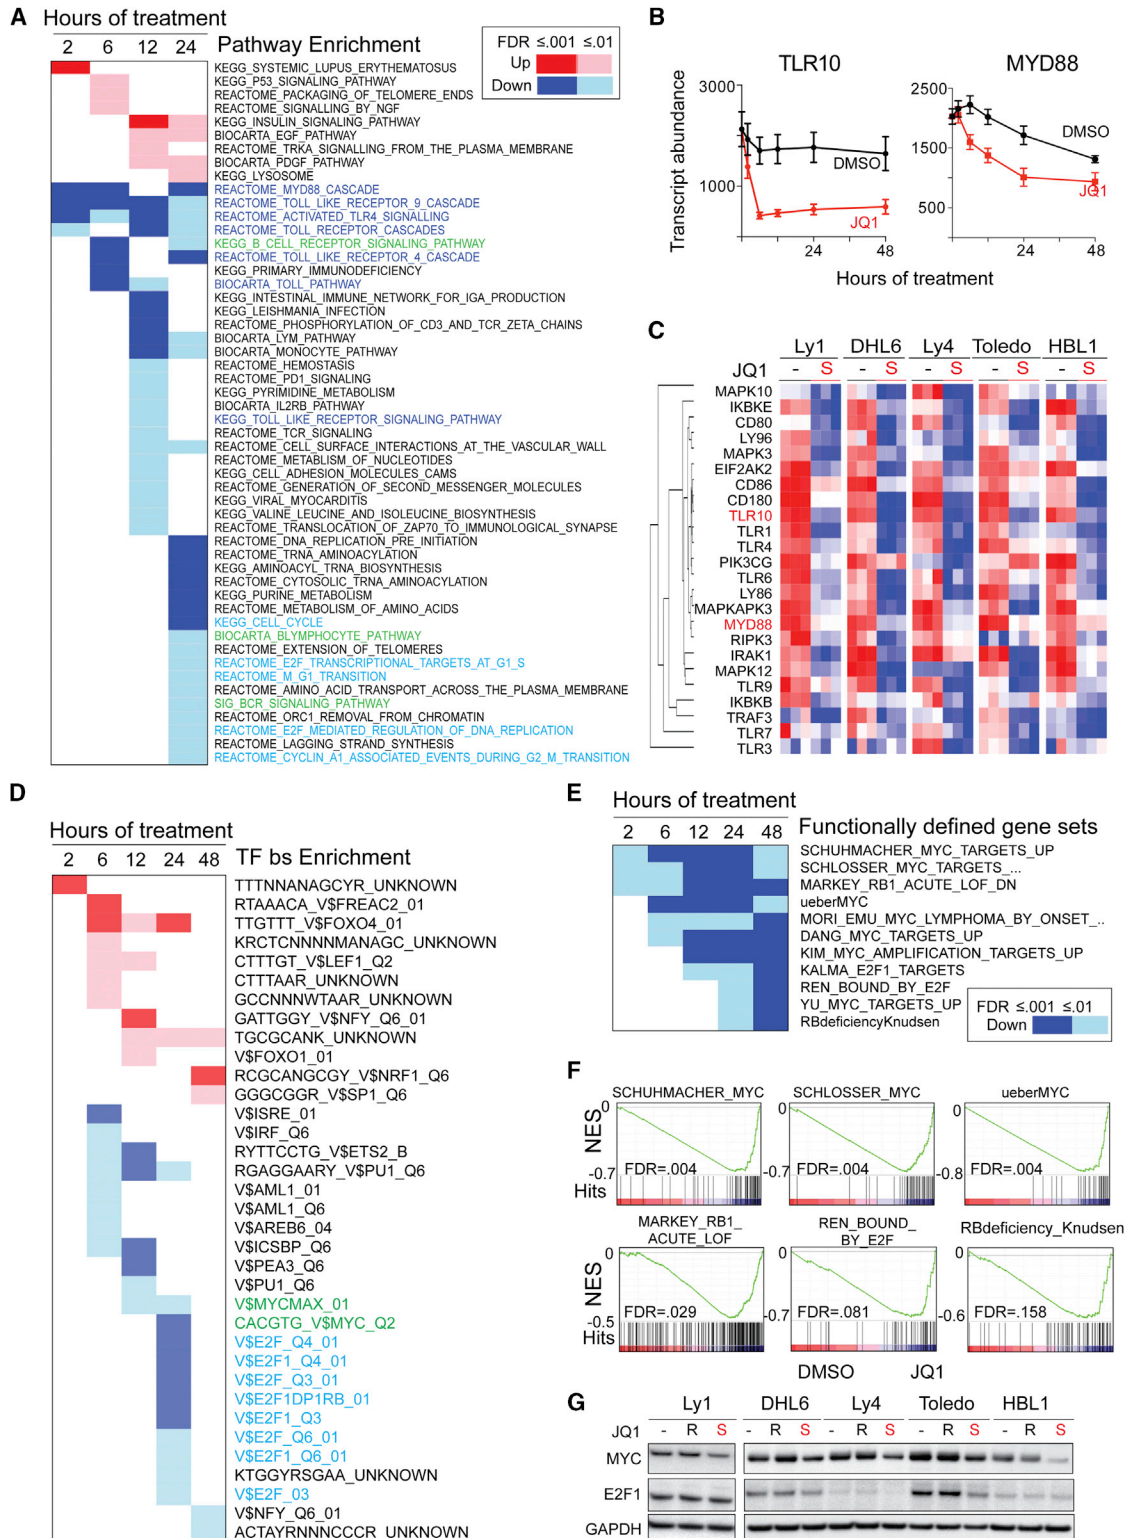 A
Hours of treatment
2 6 12 24
Pathway Enrichment
FDR ≤.001 ≤.01
Up
Down
KEGG_SYSTEMIC_LUPUS_ERYTHEMATOSUS
KEGG_P53_SIGNALING_PATHWAY
REACTOME_PACKAGING_OF_TELOMERE_ENDS
REACTOME_SIGNALLING_BY_NGF
KEGG_INSULIN_SIGNALING_PATHWAY
BIOCARTA_EGF_PATHWAY
REACTOME_TRKA_SIGNALLING_FROM_THE_PLASMA_MEMBRANE
BIOCARTA_PDGF_PATHWAY
KEGG_LYSOSOME
REACTOME_MYD88_CASCADE
REACTOME_TOLL_LIKE_RECEPTOR_9_CASCADE
REACTOME_ACTIVATED_TLR4_SIGNALLING
REACTOME_TOLL_RECEPTOR_CASCADES
KEGG_B_CELL_RECEPTOR_SIGNALING_PATHWAY
REACTOME_TOLL_LIKE_RECEPTOR_4_CASCADE
KEGG_PRIMARY_IMMUNODEFICIENCY
BIOCARTA_TOLL_PATHWAY
KEGG_INTESTINAL_IMMUNE_NETWORK_FOR_IGA_PRODUCTION
KEGG_LEISHMANIA_INFECTION
REACTOME_PHOSPHORYLATION_OF_CD3_AND_TCR_ZETA_CHAINS
BIOCARTA_LYM_PATHWAY
BIOCARTA_MONOCYTE_PATHWAY
REACTOME_HEMOSTASIS
REACTOME_PD1_SIGNALING
KEGG_PYRIMIDINE_METABOLISM
BIOCARTA_IL2RB_PATHWAY
KEGG_TOLL_LIKE_RECEPTOR_SIGNALING_PATHWAY
REACTOME_TCR_SIGNALING
REACTOME_CELL_SURFACE_INTERACTIONS_AT_THE_VASCULAR_WALL
REACTOME_METABLISM_OF_NUCLEOTIDES
KEGG_CELL_ADHESION_MOLECULES_CAMS
REACTOME_GENERATION_OF_SECOND_MESSENGER_MOLECULES
KEGG_VIRAL_MYOCARDITIS
KEGG_VALINE_LEUCINE_AND_ISOLEUCINE_BIOSYNTHESIS
REACTOME_TRANSLOCATION_OF_ZAP70_TO_IMMUNOLOGICAL_SYNAPSE
REACTOME_DNA_REPLICATION_PRE_INITIATION
REACTOME_TRNA_AMINOACYLATION
KEGG_AMINOACYL_TRNA_BIOSYNTHESIS
REACTOME_CYTOSOLIC_TRNA_AMINOACYLATION
KEGG_PURINE_METABOLISM
REACTOME_METABOLISM_OF_AMINO_ACIDS
KEGG_CELL_CYCLE
BIOCARTA_BLYMPHOCYTE_PATHWAY
REACTOME_EXTENSION_OF_TELOMERES
REACTOME_E2F_TRANSCRIPTIONAL_TARGETS_AT_G1_S
REACTOME_M_G1_TRANSITION
REACTOME_AMINO_ACID_TRANSPORT_ACROSS_THE_PLASMA_MEMBRANE
SIG_BCR_SIGNALING_PATHWAY
REACTOME_ORC1_REMOVAL_FROM_CHROMATIN
REACTOME_E2F_MEDIATED_REGULATION_OF_DNA_REPLICATION
REACTOME_LAGGING_STRAND_SYNTHESIS
REACTOME_CYCLIN_A1_ASSOCIATED_EVENTS_DURING_G2_M_TRANSITION
B
TLR10
MYD88
Transcript abundance
3000
1000
DMSO
JQ1
24 48
2500
1500
500
DMSO
JQ1
24 48
Hours of treatment
C
Ly1 DHL6 Ly4 Toledo HBL1
JQ1 - S - S - S - S - S
MAPK10
IKBKE
CD80
LY96
MAPK3
EIF2AK2
CD86
CD180
TLR10
TLR1
TLR4
PIK3CG
TLR6
LY86
MAPKAPK3
MYD88
RIPK3
IRAK1
MAPK12
TLR9
IKBKB
TRAF3
TLR7
TLR3
D
Hours of treatment
2 6 12 24 48
TF bs Enrichment
TTTNNANAGCYR_UNKNOWN
RTAAACA_V$FREAC2_01
TTGTTT_V$FOXO4_01
KRCTCNNNNMANAGC_UNKNOWN
CTTTGT_V$LEF1_Q2
CTTTAAR_UNKNOWN
GCCNNNWTAAR_UNKNOWN
GATTGGY_V$NFY_Q6_01
TGCGCANK_UNKNOWN
V$FOXO1_01
RCGCANGCGY_V$NRF1_Q6
GGGCGGR_V$SP1_Q6
V$ISRE_01
V$IRF_Q6
RYTTCCTG_V$ETS2_B
RGAGGAARY_V$PU1_Q6
V$AML1_01
V$AML1_Q6
V$AREB6_04
V$ICSBP_Q6
V$PEA3_Q6
V$PU1_Q6
V$MYCMAX_01
CACGTG_V$MYC_Q2
V$E2F_Q4_01
V$E2F1_Q4_01
V$E2F_Q3_01
V$E2F1DP1RB_01
V$E2F1_Q3
V$E2F_Q6_01
V$E2F1_Q6_01
KTGGYRSGAA_UNKNOWN
V$E2F_03
V$NFY_Q6_01
ACTAYRNNNCCCR_UNKNOWN
E
Hours of treatment
2 6 12 24 48
Functionally defined gene sets
SCHUHMACHER_MYC_TARGETS_UP
SCHLOSSER_MYC_TARGETS_...
MARKEY_RB1_ACUTE_LOF_DN
ueberMYC
MORI_EMU_MYC_LYMPHOMA_BY_ONSET_..
DANG_MYC_TARGETS_UP
KIM_MYC_AMPLIFICATION_TARGETS_UP
KALMA_E2F1_TARGETS
REN_BOUND_BY_E2F
YU_MYC_TARGETS_UP
RBdeficiencyKnudsen
FDR ≤.001 ≤.01
Down
F
SCHUHMACHER_MYC SCHLOSSER_MYC ueberMYC
NES
0 0 0
-0.7 -0.7 -0.8
FDR=.004 FDR=.004 FDR=.004
Hits
MARKEY_RB1_ACUTE_LOF
REN_BOUND_BY_E2F
RBdeficiency_Knudsen
NES
0 0 0
-0.5 -0.7 -0.6
FDR=.029 FDR=.081 FDR=.158
Hits
DMSO JQ1
G
Ly1 DHL6 Ly4 Toledo HBL1
JQ1 - R S - R S - R S - R S - R S
MYC
E2F1
GAPDH